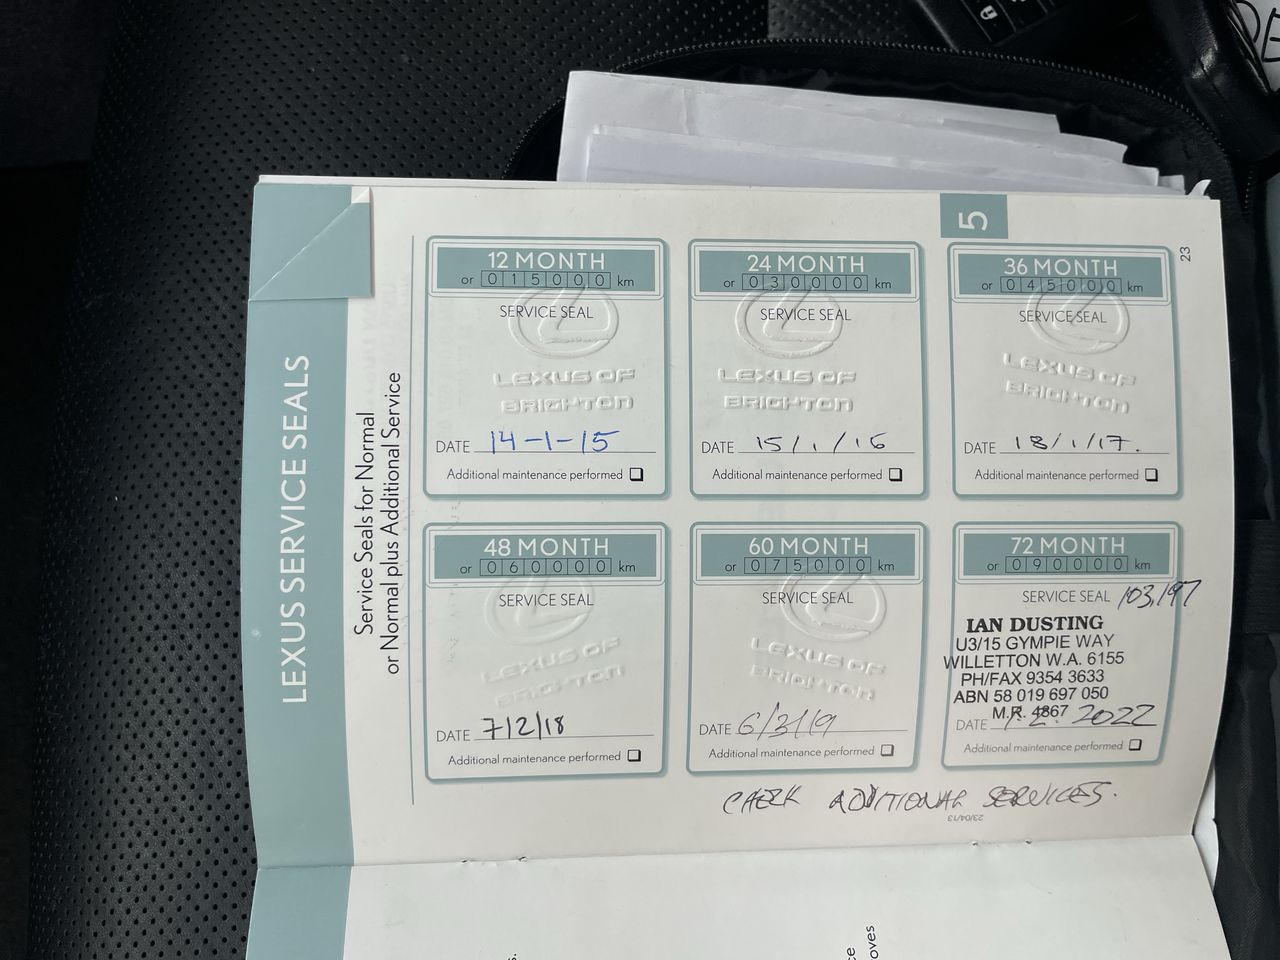 LEXUS SERVICE SEALS
Service Seals for Normal
or Normal plus Additional Service
5
23
12 MONTH
or 015000 km
SERVICE SEAL
LEXUS OF
BRIGHTON
DATE 14-1-15
Additional maintenance performed
24 MONTH
or 030000 km
SERVICE SEAL
LEXUS OF
BRIGHTON
DATE 15/1/16
Additional maintenance performed
36 MONTH
or 045000 km
SERVICE SEAL
LEXUS OF
BRIGHTON
DATE 18/1/17.
Additional maintenance performed
48 MONTH
or 060000 km
SERVICE SEAL
LEXUS OF
BRIGHTON
DATE 7/2/18
Additional maintenance performed
60 MONTH
or 075000 km
SERVICE SEAL
LEXUS OF
BRIGHTON
DATE 6/3/19
Additional maintenance performed
72 MONTH
or 090000 km
SERVICE SEAL 103,197
IAN DUSTING
U3/15 GYMPIE WAY
WILLETTON W.A. 6155
PH/FAX 9354 3633
ABN 58 019 697 050
M.R. 4867
DATE 2. 2022
Additional maintenance performed
CHECK ADDITIONAL SERVICES.
23/04/13
oves